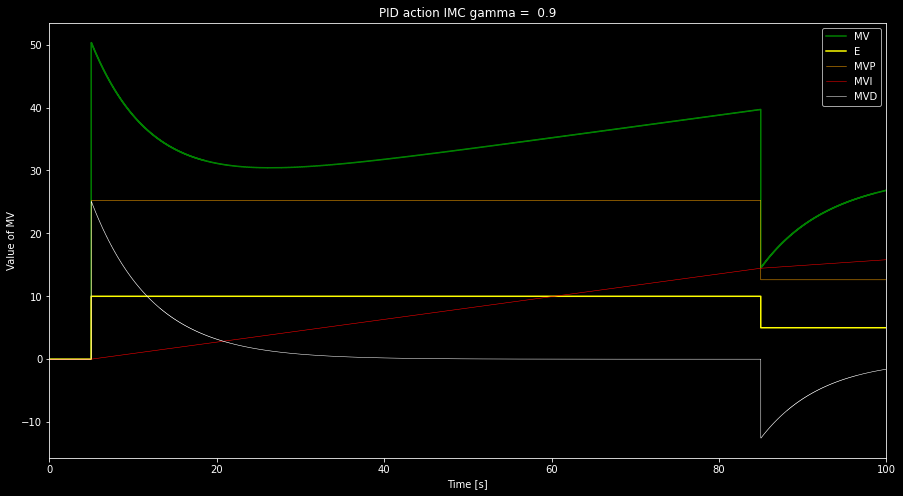 PID action IMC gamma =  0.9
MV
E
MVP
MVI
MVD
Value of MV
50
40
30
20
10
0
−10
0
20
40
60
80
100
Time [s]